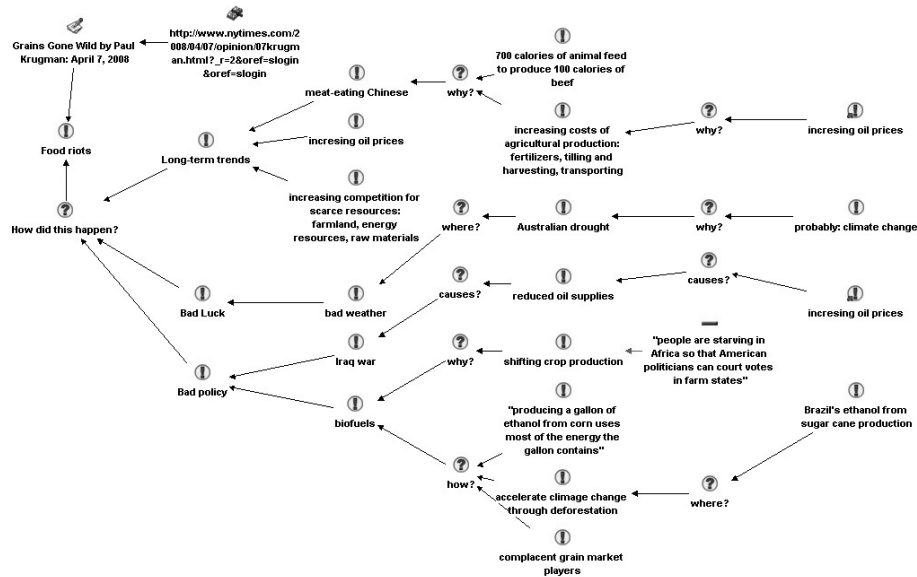 Grains Gone Wild by Paul
Krugman: April 7, 2008
http://www.nytimes.com/2
008/04/07/opinion/07krugm
an.html?_r=2&oref=slogin
&oref=slogin
Food riots
How did this happen?
Long-term trends
meat-eating Chinese
incresing oil prices
increasing competition for
scarce resources:
farmland, energy
resources, raw materials
why?
700 calories of animal feed
to produce 100 calories of
beef
increasing costs of
agricultural production:
fertilizers, tilling and
harvesting, transporting
why?
incresing oil prices
Bad Luck
bad weather
where?
Australian drought
why?
probably: climate change
Bad policy
Iraq war
causes?
reduced oil supplies
causes?
incresing oil prices
biofuels
why?
shifting crop production
"people are starving in
Africa so that American
politicians can court votes
in farm states"
how?
"producing a gallon of
ethanol from corn uses
most of the energy the
gallon contains"
accelerate climage change
through deforestation
where?
Brazil's ethanol from
sugar cane production
complacent grain market
players